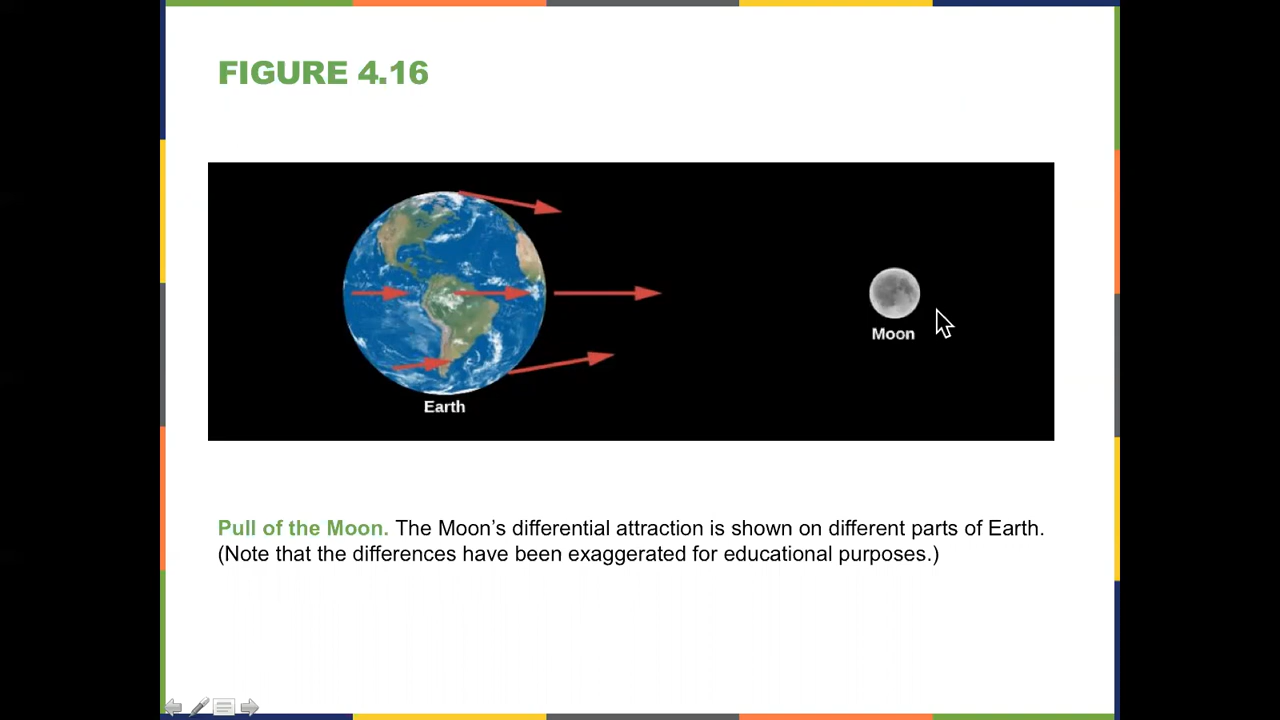 FIGURE 4.16
Moon
Earth
Pull of the Moon. The Moon's differential attraction is shown on different parts of Earth.
(Note that the differences have been exaggerated for educational purposes.)